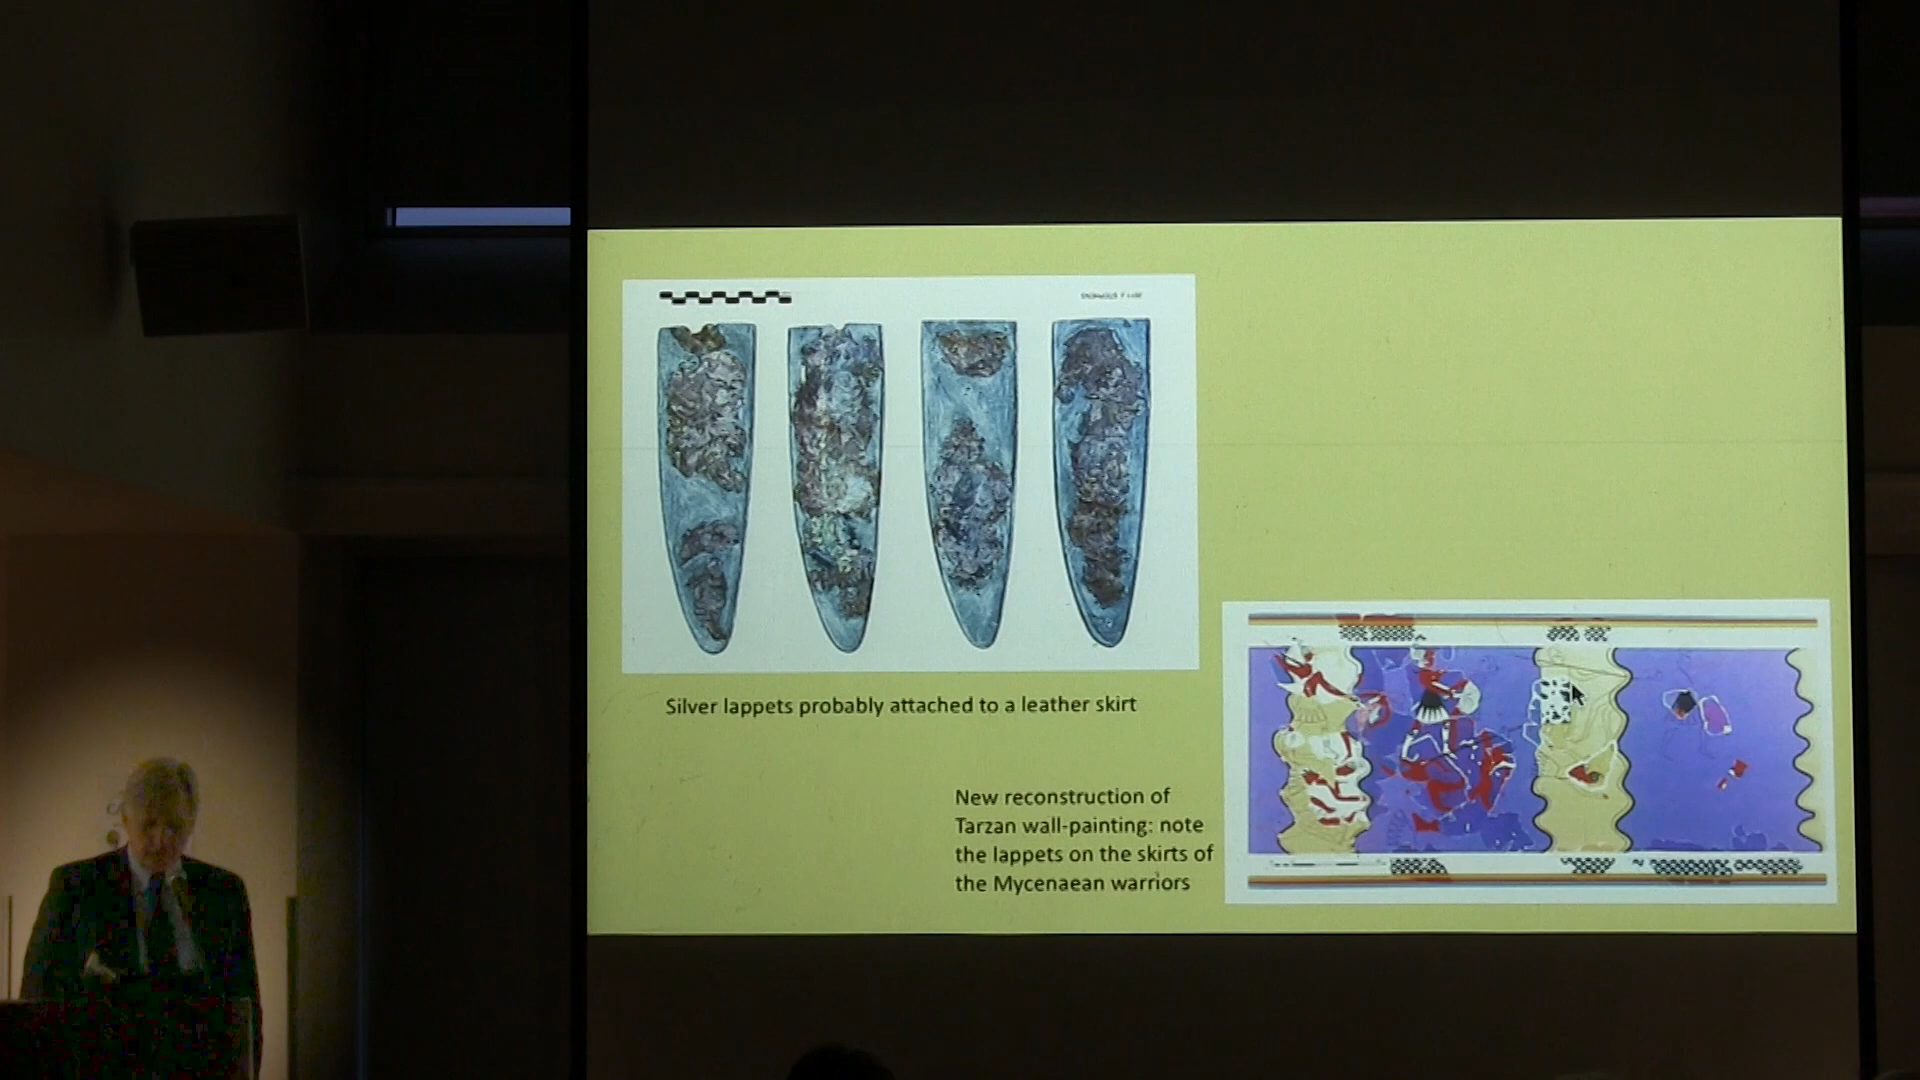 Silver lappets probably attached to a leather skirt
New reconstruction of
Tarzan wall-painting: note
the lappets on the skirts of
the Mycenaean warriors